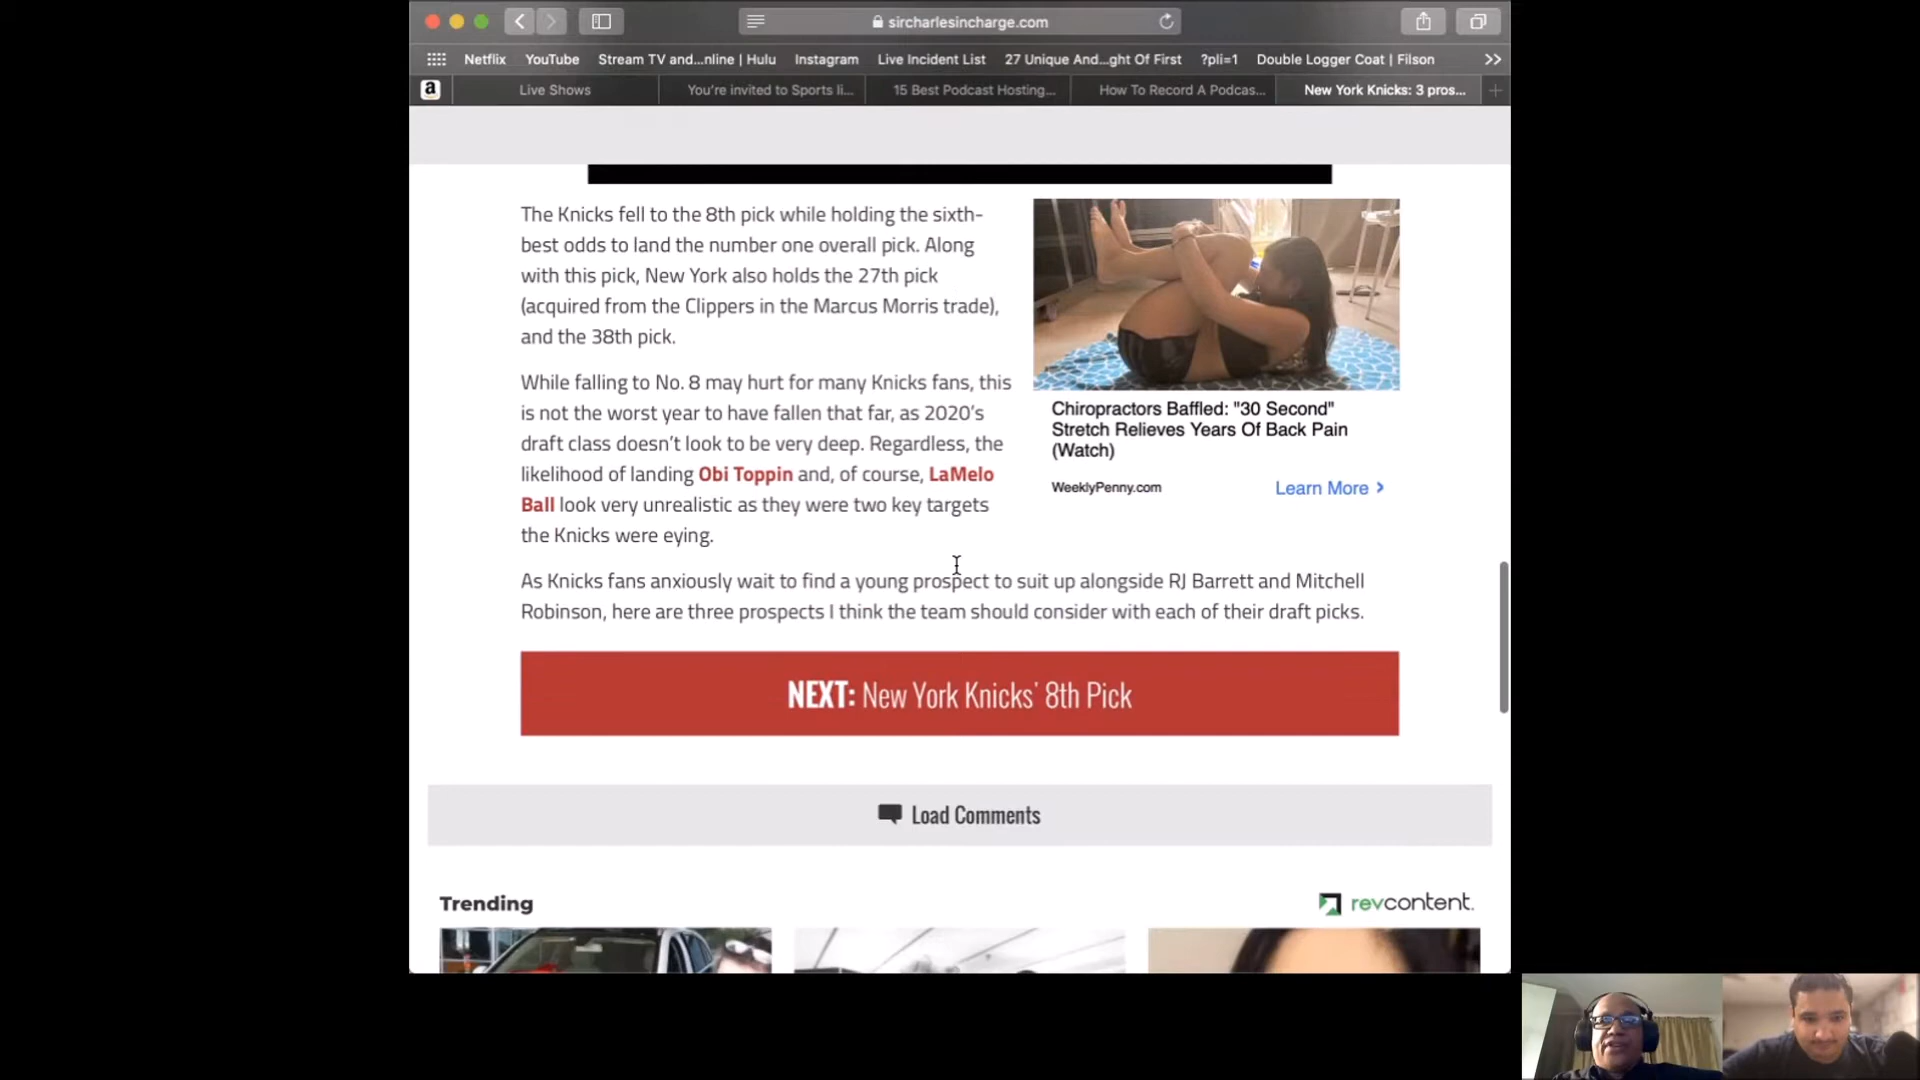 sircharlesincharge.com
Netflix YouTube Stream TV and...nline | Hulu Instagram Live Incident List 27 Unique And...ght Of First ?pli=1 Double Logger Coat | Filson
a Live Shows You're invited to Sports li... 15 Best Podcast Hosting... How To Record A Podcas... New York Knicks: 3 pros...
The Knicks fell to the 8th pick while holding the sixth-
best odds to land the number one overall pick. Along
with this pick, New York also holds the 27th pick
(acquired from the Clippers in the Marcus Morris trade),
and the 38th pick.
While falling to No. 8 may hurt for many Knicks fans, this
is not the worst year to have fallen that far, as 2020's
draft class doesn't look to be very deep. Regardless, the
likelihood of landing Obi Toppin and, of course, LaMelo
Ball look very unrealistic as they were two key targets
the Knicks were eying.
Chiropractors Baffled: "30 Second"
Stretch Relieves Years Of Back Pain
(Watch)
WeeklyPenny.com
Learn More
As Knicks fans anxiously wait to find a young prospect to suit up alongside RJ Barrett and Mitchell
Robinson, here are three prospects I think the team should consider with each of their draft picks.
NEXT: New York Knicks' 8th Pick
Load Comments
Trending
revcontent.